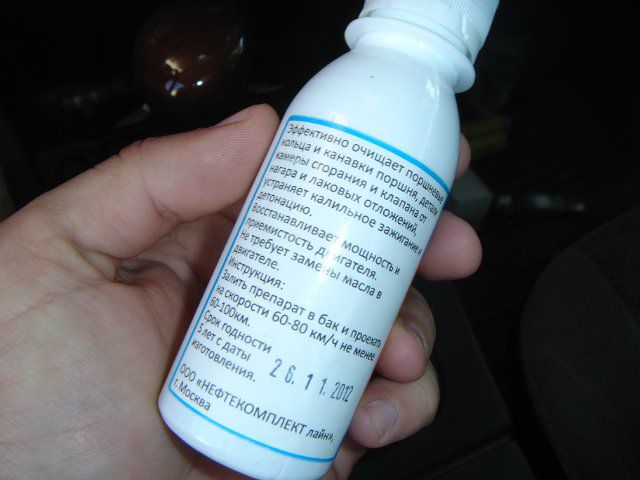 Эффективно очищает поршневые
кольца и канавки поршня, детали
камеры сгорания и клапана от
нагара и лаковых отложений,
устраняет калильное зажигание и
детонацию.
Восстанавливает мощность и
приемистость двигателя.
Не требует замены масла в
двигателе.
Инструкция:
Залить препарат в бак и проехать
на скорости 60-80 км/ч не менее
60-100км.
Срок годности
5 лет с даты
изготовления.
26.11.2012
ООО «НЕФТЕКОМПЛЕКТ лайн»,
г. Москва